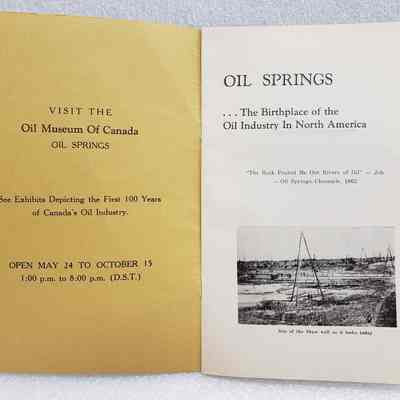 VISIT THE
Oil Museum Of Canada
OIL SPRINGS
See Exhibits Depicting the First 100 Years
of Canada's Oil Industry.
OPEN MAY 24 TO OCTOBER 15
1:00 p.m. to 8:00 p.m. (D.S.T.)
OIL SPRINGS
. . . The Birthplace of the
Oil Industry In North America
"The Rock Poured Me Out Rivers of Oil" — Job
— Oil Springs Chronicle, 1862
Site of the Shaw well as it looks today